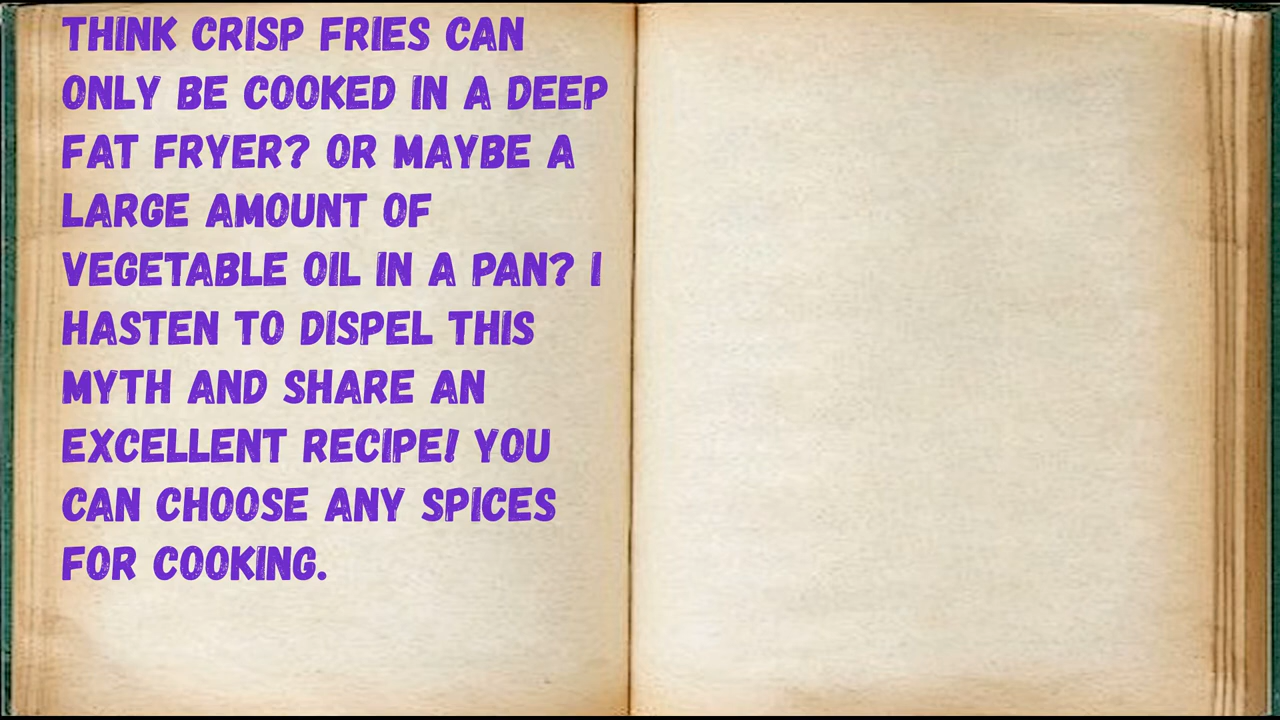 THINK CRISP FRIES CAN
ONLY BE COOKED IN A DEEP
FAT FRYER? OR MAYBE A
LARGE AMOUNT OF
VEGETABLE OIL IN A PAN? I
HASTEN TO DISPEL THIS
MYTH AND SHARE AN
EXCELLENT RECIPE! YOU
CAN CHOOSE ANY SPICES
FOR COOKING.